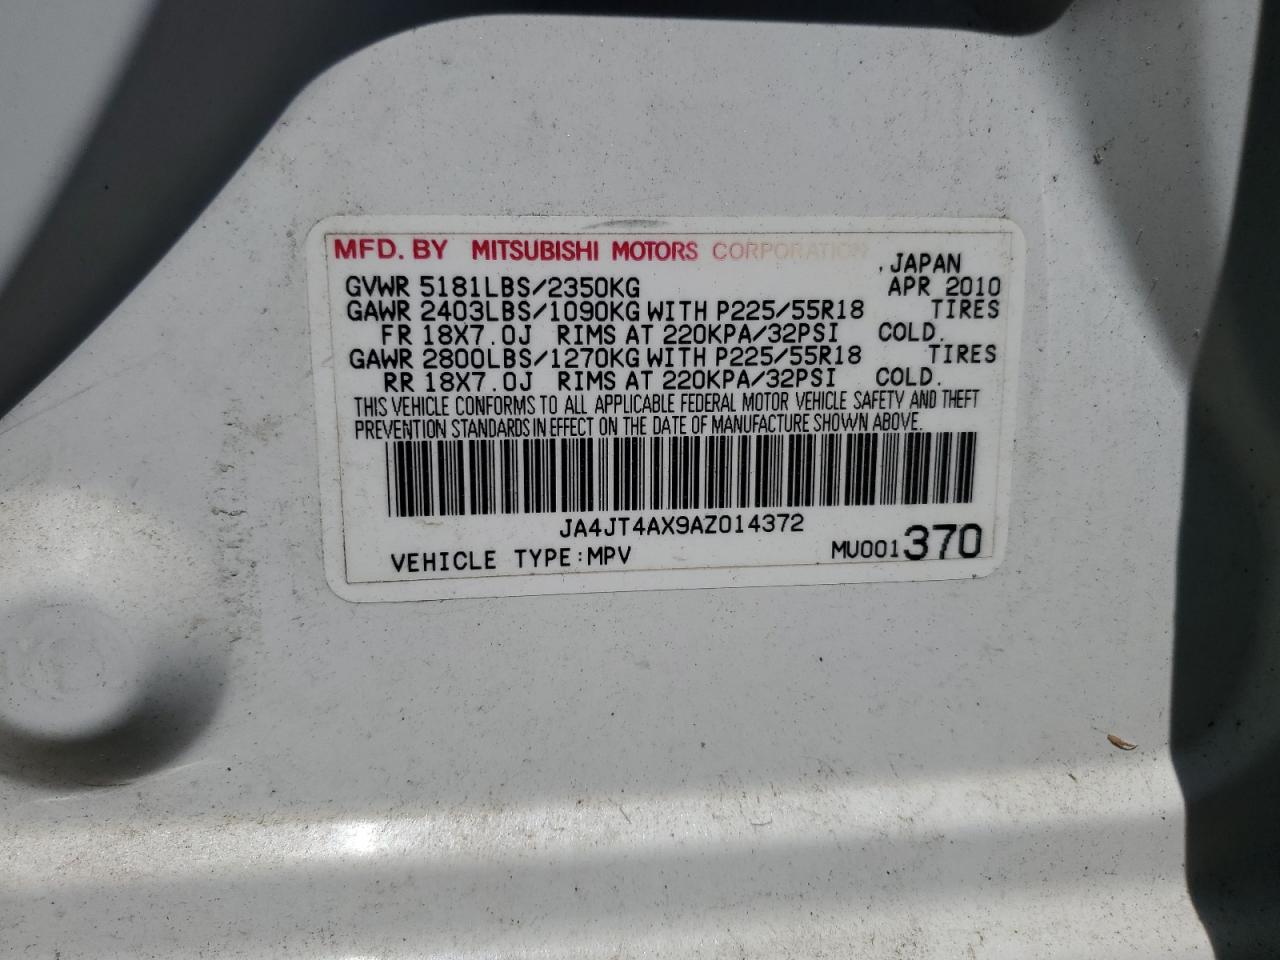 MFD. BY MITSUBISHI MOTORS CORPORATION
, JAPAN
GVWR 5181LBS/2350KG APR 2010
GAWR 2403LBS/1090KG WITH P225/55R18 TIRES
FR 18X7.0J RIMS AT 220KPA/32PSI COLD.
GAWR 2800LBS/1270KG WITH P225/55R18 TIRES
RR 18X7.0J RIMS AT 220KPA/32PSI COLD.
THIS VEHICLE CONFORMS TO ALL APPLICABLE FEDERAL MOTOR VEHICLE SAFETY AND THEFT
PREVENTION STANDARDS IN EFFECT ON THE DATE OF MANUFACTURE SHOWN ABOVE.
JA4JT4AX9AZ014372
VEHICLE TYPE:MPV MU001370